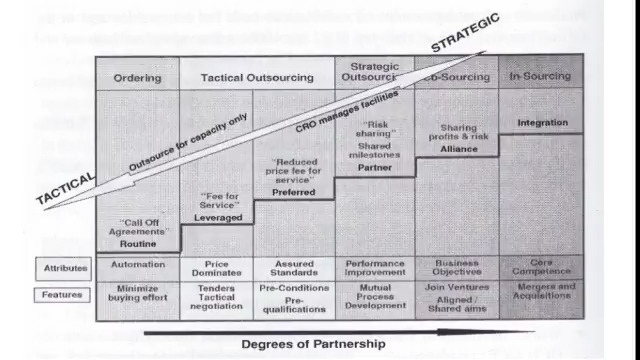 STRATEGIC
Ordering
Tactical Outsourcing
Strategic
Outsourcing
Co-Sourcing
In-Sourcing
Outsource for capacity only
CRO manages facilities
TACTICAL
"Call Off
Agreements"
Routine
"Fee for
Service"
Leveraged
"Reduced
price fee for
service"
Preferred
"Risk
sharing"
Shared
milestones
Partner
Sharing
profits & risk
Alliance
Integration
Attributes
Automation
Price
Dominates
Assured
Standards
Performance
Improvement
Business
Objectives
Core
Competence
Features
Minimize
buying effort
Tenders
Tactical
negotiation
Pre-Conditions
Pre-
qualifications
Mutual
Process
Development
Join Ventures
Aligned /
Shared aims
Mergers and
Acquisitions
Degrees of Partnership